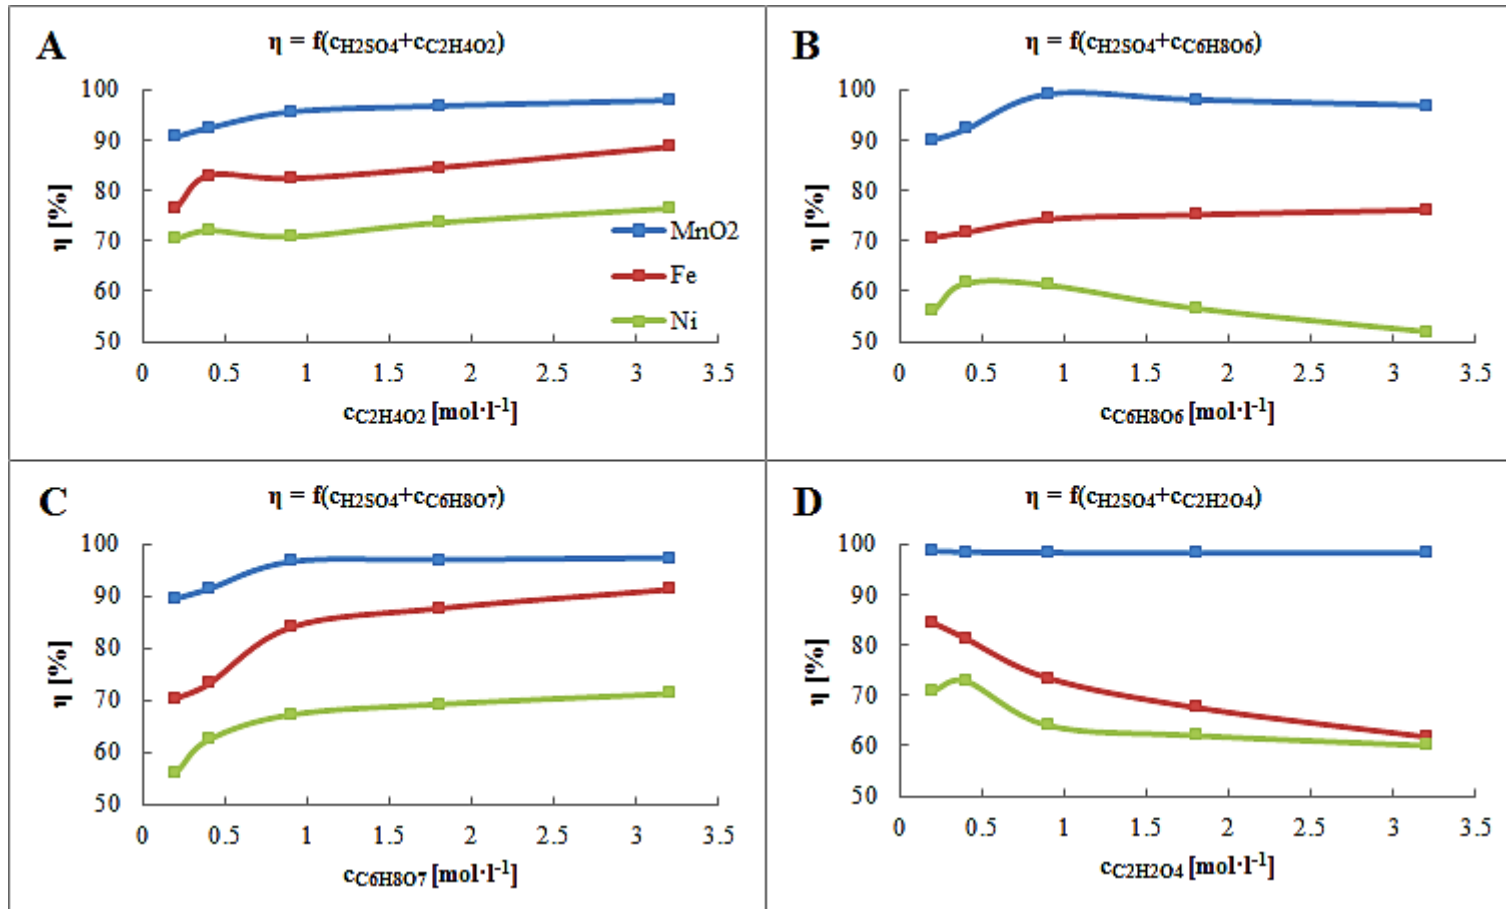 A
η = f(cH2SO4+cC2H4O2)
100
90
80
70
60
50
η [%]
MnO2
Fe
Ni
0 0.5 1 1.5 2 2.5 3 3.5
cC2H4O2 [mol·l-1]
B
η = f(cH2SO4+cC6H8O6)
100
90
80
70
60
50
η [%]
0 0.5 1 1.5 2 2.5 3 3.5
cC6H8O6 [mol·l-1]
C
η = f(cH2SO4+cC6H8O7)
100
90
80
70
60
50
η [%]
0 0.5 1 1.5 2 2.5 3 3.5
cC6H8O7 [mol·l-1]
D
η = f(cH2SO4+cC2H2O4)
100
90
80
70
60
50
η [%]
0 0.5 1 1.5 2 2.5 3 3.5
cC2H2O4 [mol·l-1]